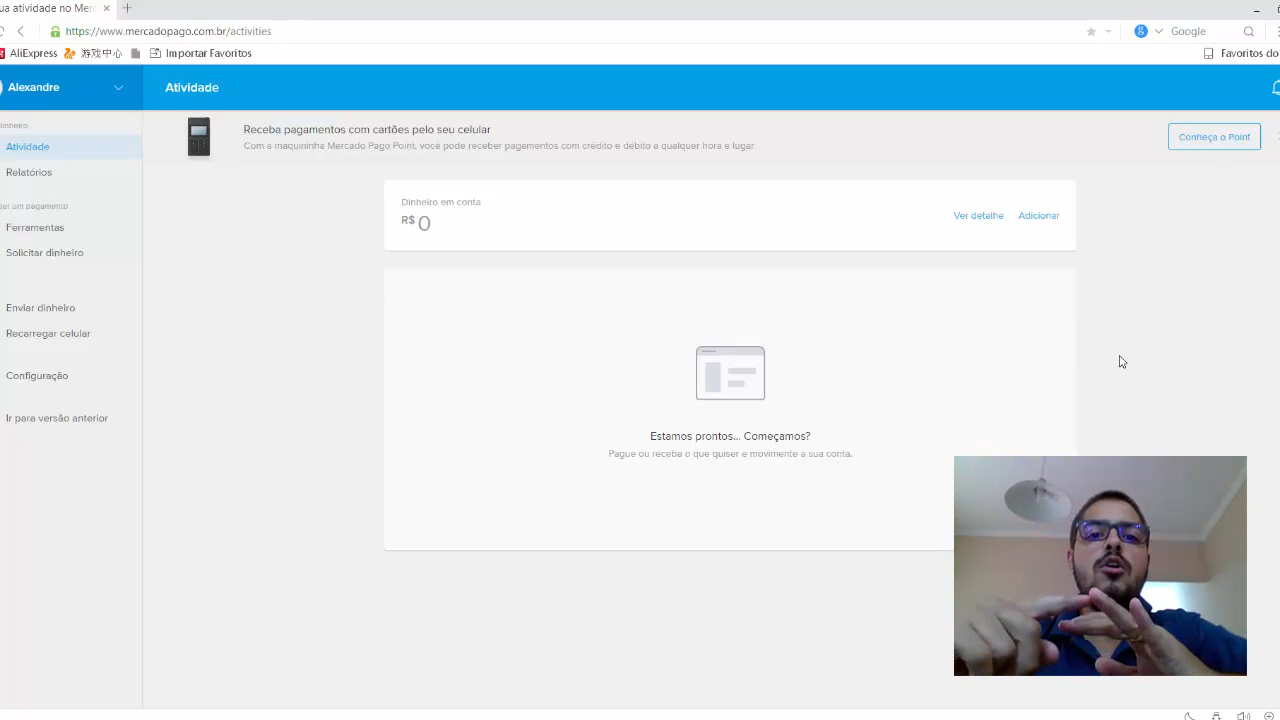 ua atividade no Mer
https://www.mercadopago.com.br/activities
Google
AliExpress
游戏中心
Importar Favoritos
Favoritos do
Alexandre
Atividade
Receba pagamentos com cartões pelo seu celular
Com a maquininha Mercado Pago Point, você pode receber pagamentos com crédito e débito a qualquer hora e lugar.
Conheça o Point
inheiro
Atividade
Relatórios
er um pagamento
Ferramentas
Solicitar dinheiro
Enviar dinheiro
Recarregar celular
Configuração
Ir para versão anterior
Dinheiro em conta
R$ 0
Ver detalhe
Adicionar
Estamos prontos... Começamos?
Pague ou receba o que quiser e movimente a sua conta.